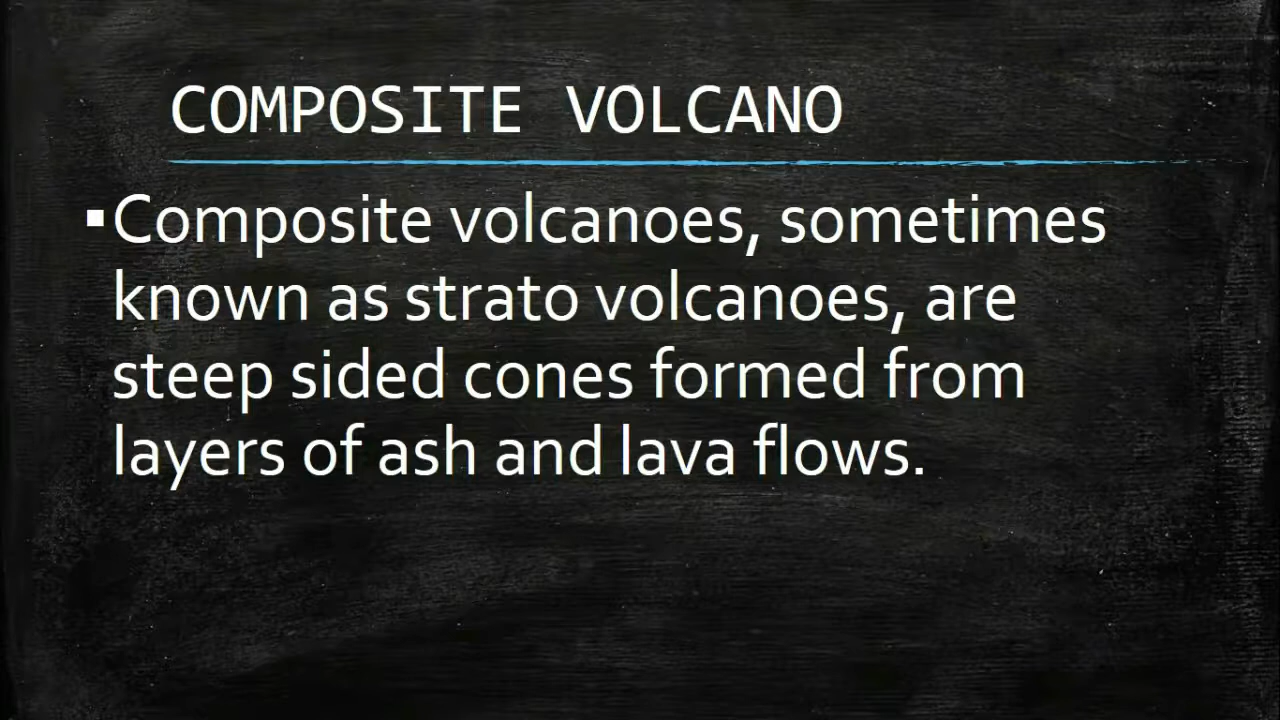 COMPOSITE VOLCANO
▪Composite volcanoes, sometimes
known as strato volcanoes, are
steep sided cones formed from
layers of ash and lava flows.